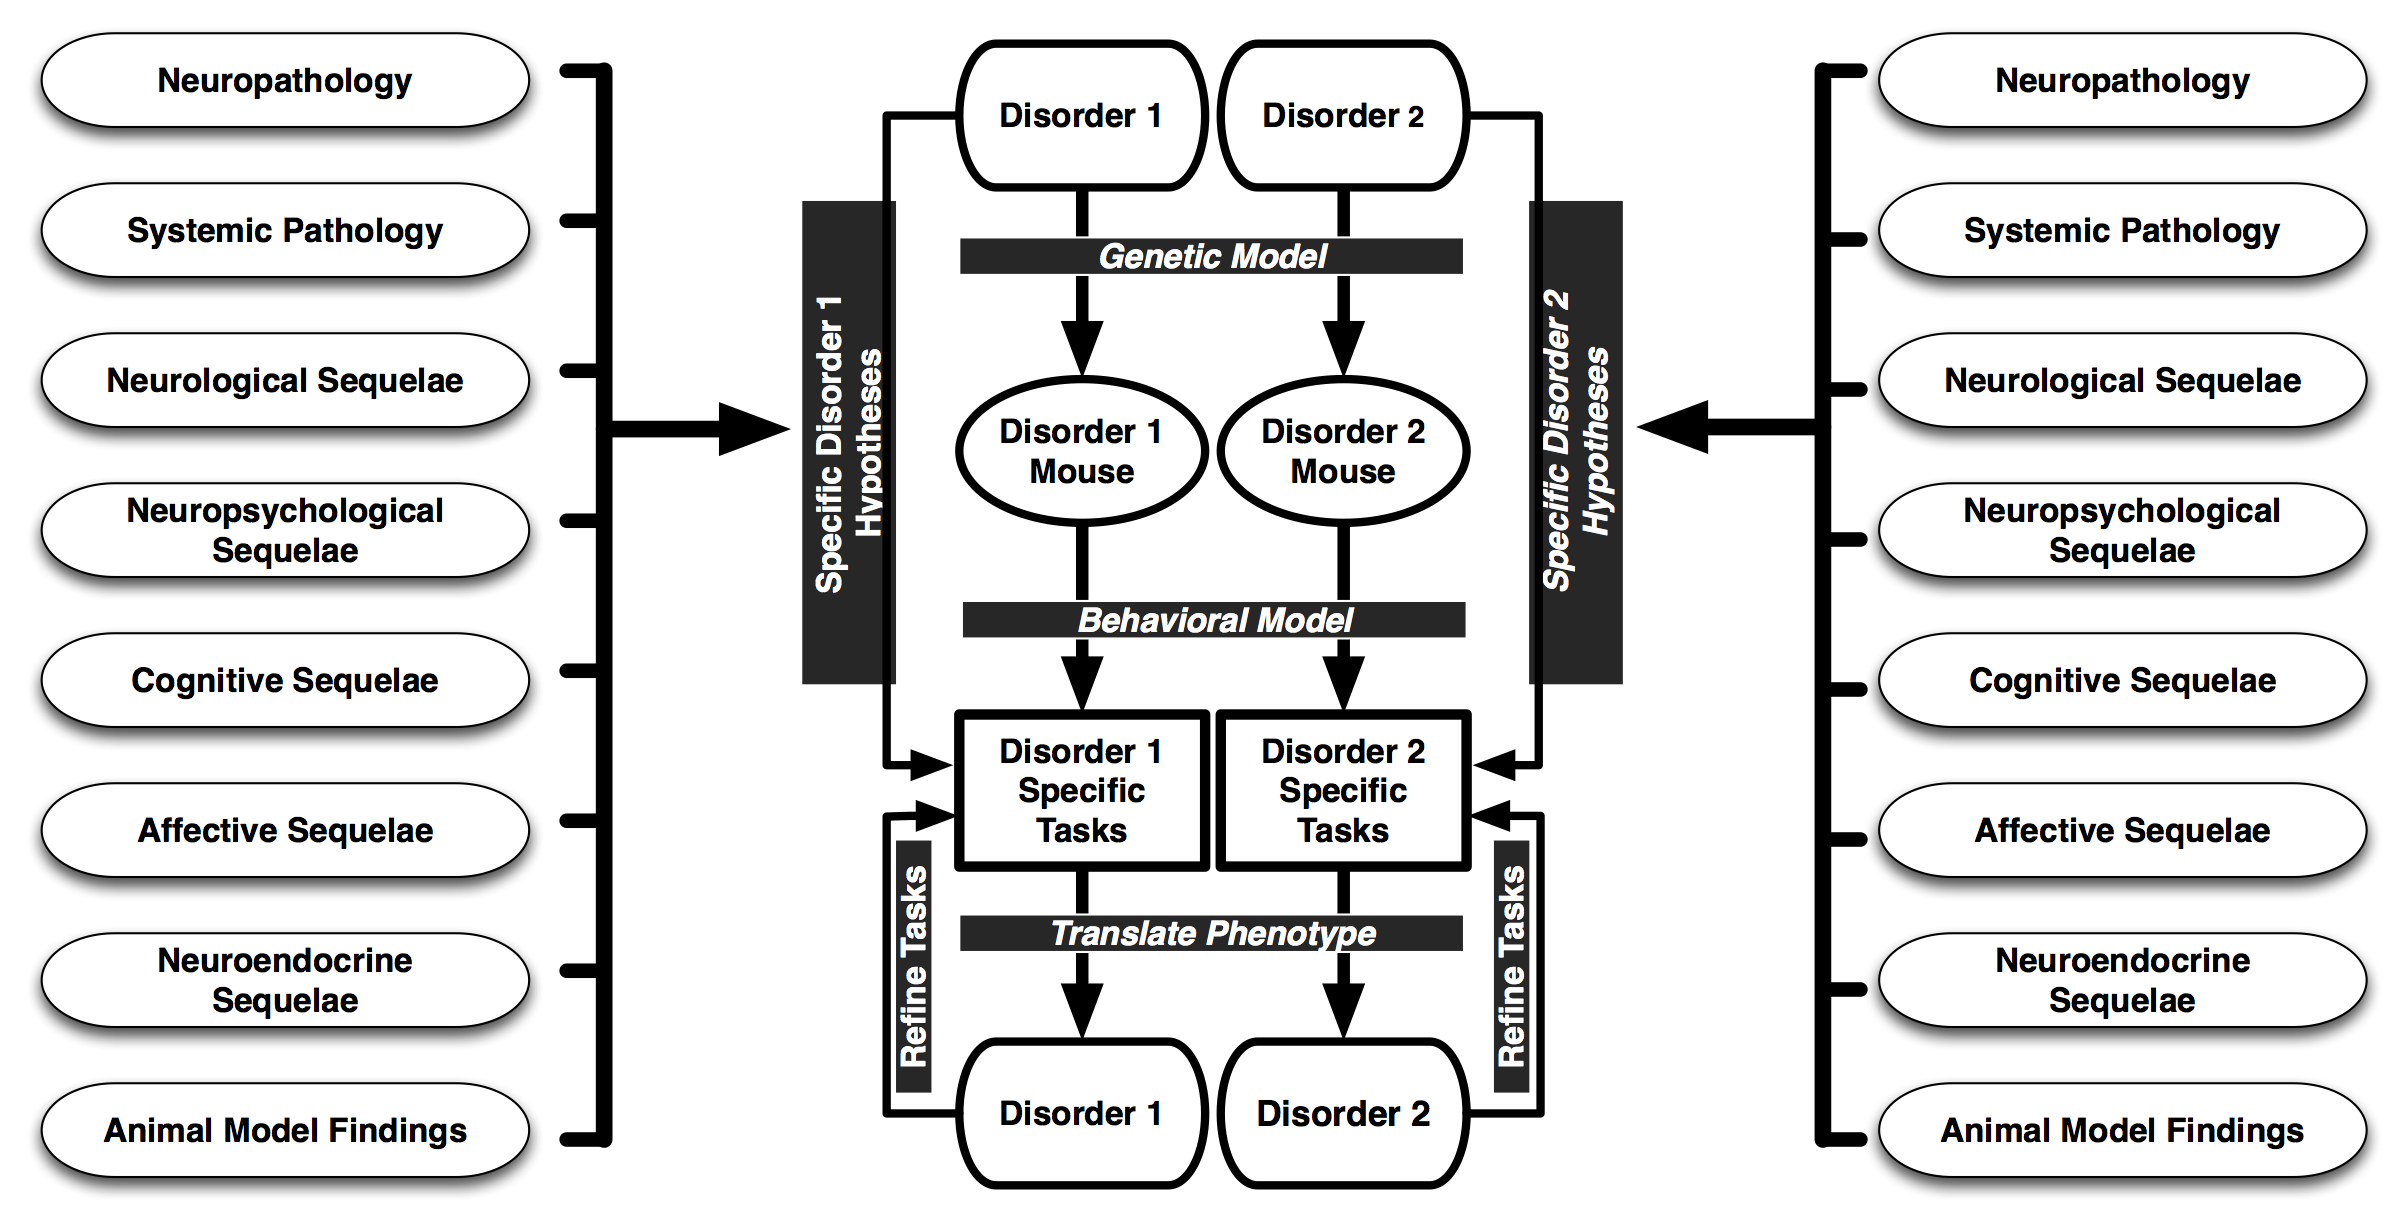 Neuropathology
Systemic Pathology
Neurological Sequelae
Neuropsychological
Sequelae
Cognitive Sequelae
Affective Sequelae
Neuroendocrine
Sequelae
Animal Model Findings
Specific Disorder 1
Hypotheses
Disorder 1
Disorder 2
Genetic Model
Disorder 1
Mouse
Disorder 2
Mouse
Behavioral Model
Disorder 1
Specific
Tasks
Disorder 2
Specific
Tasks
Refine Tasks
Translate Phenotype
Refine Tasks
Disorder 1
Disorder 2
Specific Disorder 2
Hypotheses
Neuropathology
Systemic Pathology
Neurological Sequelae
Neuropsychological
Sequelae
Cognitive Sequelae
Affective Sequelae
Neuroendocrine
Sequelae
Animal Model Findings